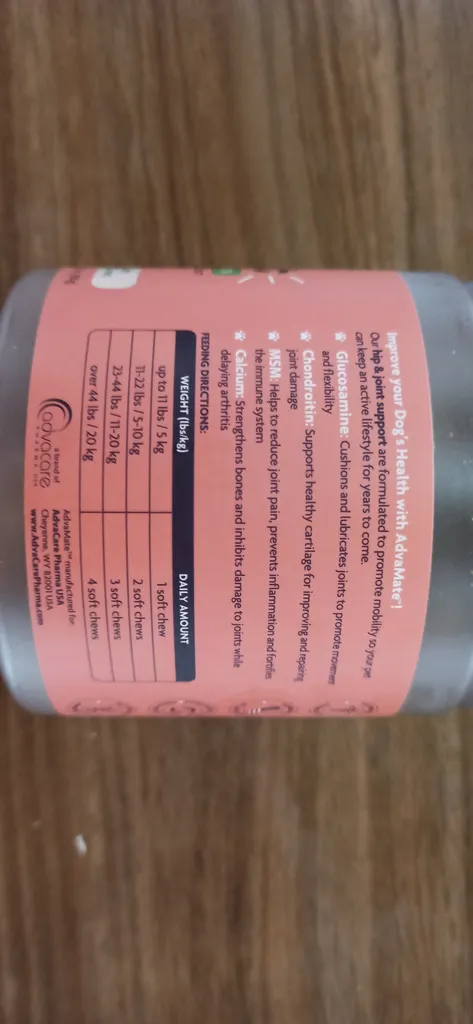 Improve your Dog's Health with AdvaMate®!
Our hip & joint support are formulated to promote mobility so your pet
can keep an active lifestyle for years to come.
Glucosamine: Cushions and lubricates joints to promote movement
and flexibility
Chondroitin: Supports healthy cartilage for improving and repairing
joint damage
MSM: Helps to reduce joint pain, prevents inflammation and fortifies
the immune system
Calcium: Strengthens bones and inhibits damage to joints while
delaying arthritis
FEEDING DIRECTIONS:
WEIGHT (lbs/kg) DAILY AMOUNT
up to 11 lbs / 5 kg 1 soft chew
11-22 lbs / 5-10 kg 2 soft chews
23-44 lbs / 11-20 kg 3 soft chews
over 44 lbs / 20 kg 4 soft chews
a brand of
advacare
PHARMA USA
AdvaMate™ manufactured for:
AdvaCare Pharma USA
Cheyenne, WY 82001 USA
www.AdvaCarePharma.com